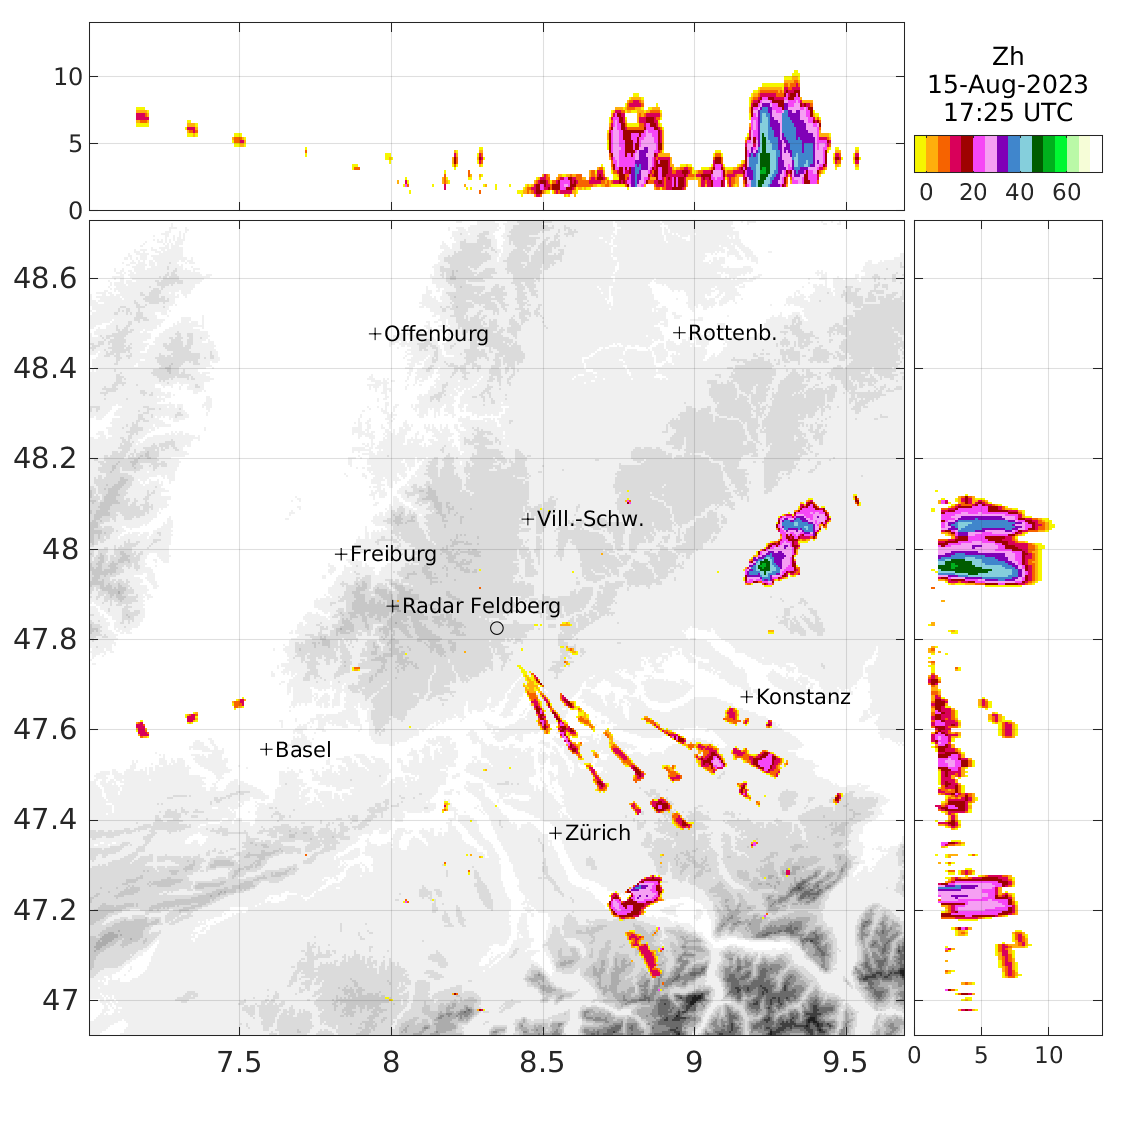 10
5
0
Zh
15-Aug-2023
17:25 UTC
0 20 40 60
48.6
48.4
48.2
48
47.8
47.6
47.4
47.2
47
+Offenburg
+Rottenb.
+Vill.-Schw.
+Freiburg
+Radar Feldberg
+Konstanz
+Basel
+Zürich
7.5 8 8.5 9 9.5
0 5 10